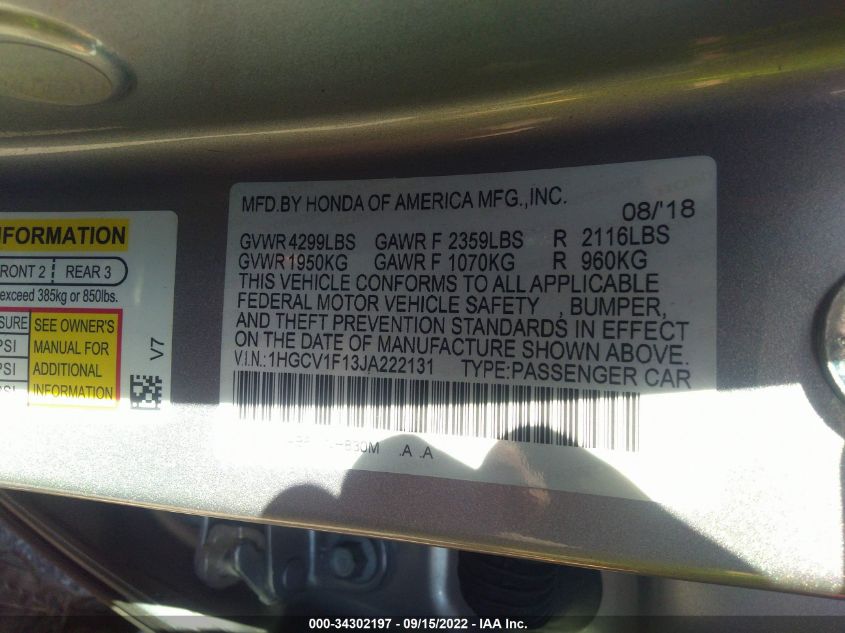 MFD.BY HONDA OF AMERICA MFG.,INC.
08/'18
GVWR 4299LBS GAWR F 2359LBS R 2116LBS
GVWR 1950KG GAWR F 1070KG R 960KG
THIS VEHICLE CONFORMS TO ALL APPLICABLE
FEDERAL MOTOR VEHICLE SAFETY , BUMPER,
AND THEFT PREVENTION STANDARDS IN EFFECT
ON THE DATE OF MANUFACTURE SHOWN ABOVE.
V.I.N.:1HGCV1F13JA222131 TYPE:PASSENGER CAR
.A .A
FORMATION
FRONT 2 REAR 3
exceed 385kg or 850lbs.
SEE OWNER'S
MANUAL FOR
ADDITIONAL
INFORMATION
PSI
PSI
V7
000-34302197 - 09/15/2022 - IAA Inc.